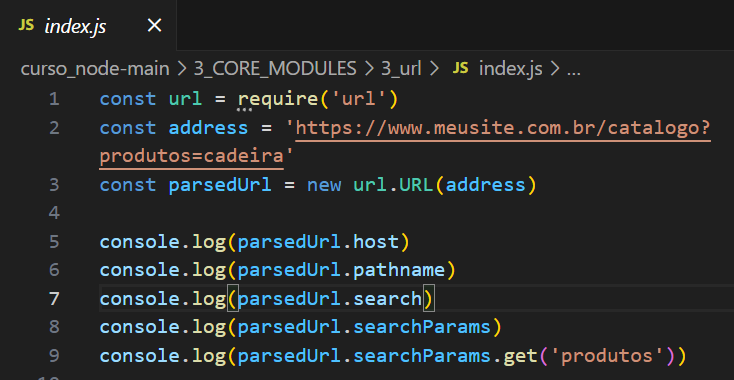 JS index.js ×
curso_node-main > 3_CORE_MODULES > 3_url > JS index.js > ...
1 const url = require('url')
2 const address = 'https://www.meusite.com.br/catalogo?
produtos=cadeira'
3 const parsedUrl = new url.URL(address)
4
5 console.log(parsedUrl.host)
6 console.log(parsedUrl.pathname)
7 console.log(parsedUrl.search)
8 console.log(parsedUrl.searchParams)
9 console.log(parsedUrl.searchParams.get('produtos'))